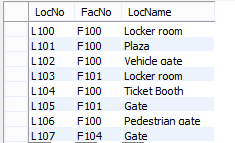 LocNo FacNo LocName
L100 F100 Locker room
L101 F100 Plaza
L102 F100 Vehicle gate
L103 F101 Locker room
L104 F100 Ticket Booth
L105 F101 Gate
L106 F100 Pedestrian gate
L107 F104 Gate